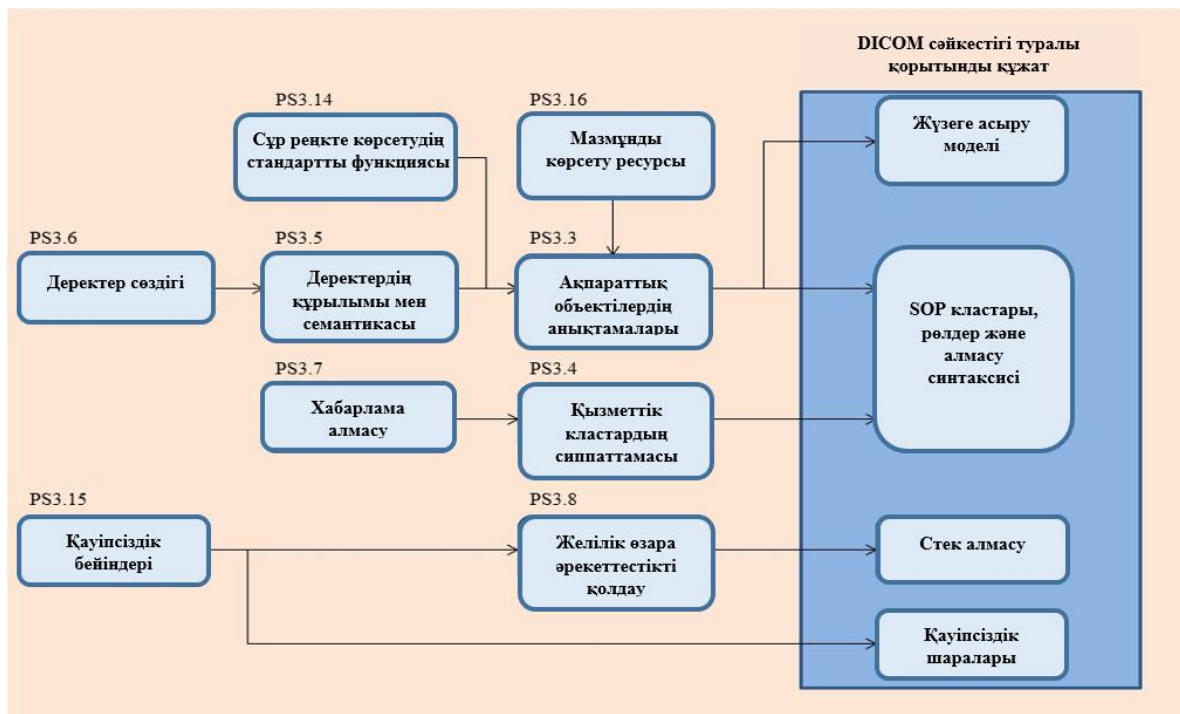 DICOM сәйкестігі туралы
қорытынды құжат
PS3.14
Сұр реңкте көрсетудің
стандартты функциясы
PS3.16
Мазмұнды
көрсету ресурсы
Жүзеге асыру
моделі
PS3.6
Деректер сөздігі
PS3.5
Деректердің
құрылымы мен
семантикасы
PS3.3
Ақпараттық
объектілердің
анықтамалары
SOP кластары,
рөлдер және
алмасу
синтаксисі
PS3.7
Хабарлама
алмасу
PS3.4
Қызметтік
кластардың
сиппаттамасы
PS3.15
Қауіпсіздік
бейіндері
PS3.8
Желілік өзара
әрекеттестікті
қолдау
Стек алмасу
Қауіпсіздік
шаралары